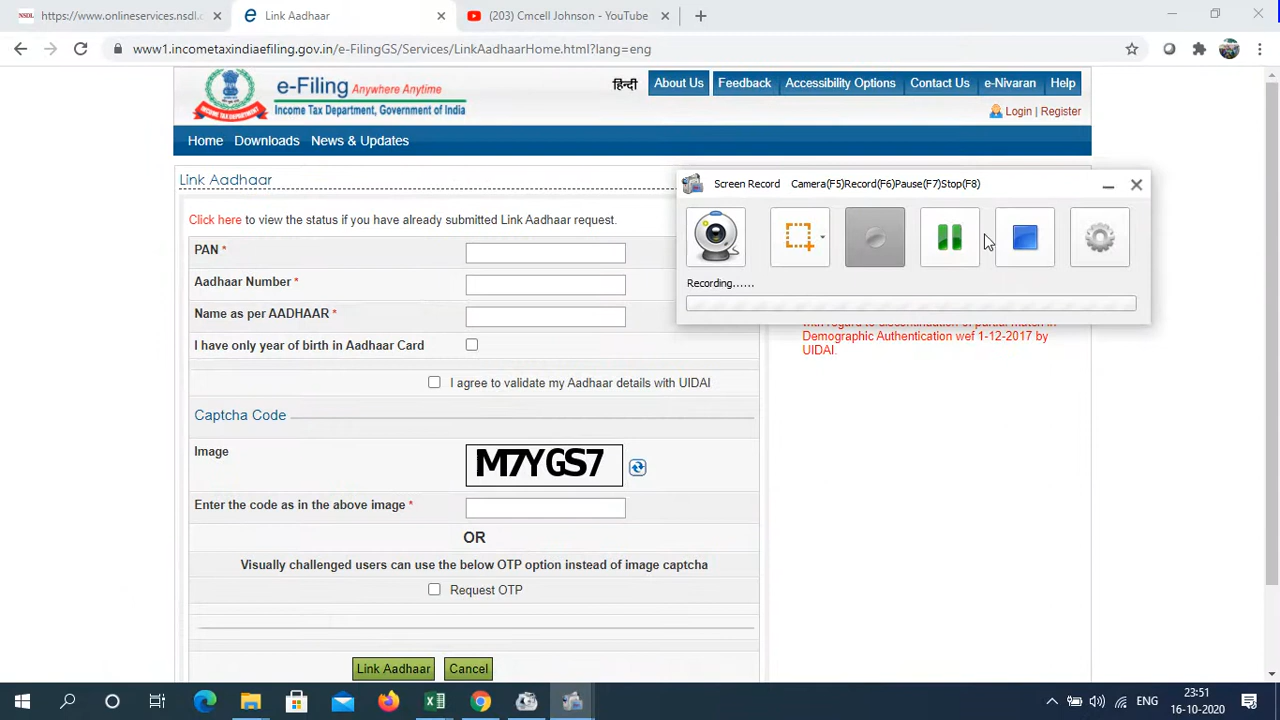 https://www.onlineservices.nsdl.c
Link Aadhaar
(203) Cmcell Johnson - YouTube
www1.incometaxindiaefiling.gov.in/e-FilingGS/Services/LinkAadhaarHome.html?lang=eng
e-Filing Anywhere Anytime
Income Tax Department, Government of India
हिन्दी
About Us
Feedback
Accessibility Options
Contact Us
e-Nivaran
Help
Login | Register
Home
Downloads
News & Updates
Link Aadhaar
Click here to view the status if you have already submitted Link Aadhaar request.
PAN *
Aadhaar Number *
Name as per AADHAAR *
I have only year of birth in Aadhaar Card
I agree to validate my Aadhaar details with UIDAI
Captcha Code
Image
M7YGS7
Enter the code as in the above image *
OR
Visually challenged users can use the below OTP option instead of image captcha
Request OTP
Link Aadhaar
Cancel
Screen Record Camera(F5)Record(F6)Pause(F7)Stop(F8)
Recording......
with regard to discontinuation of partial match in
Demographic Authentication wef 1-12-2017 by
UIDAI.
ENG
23:51
16-10-2020